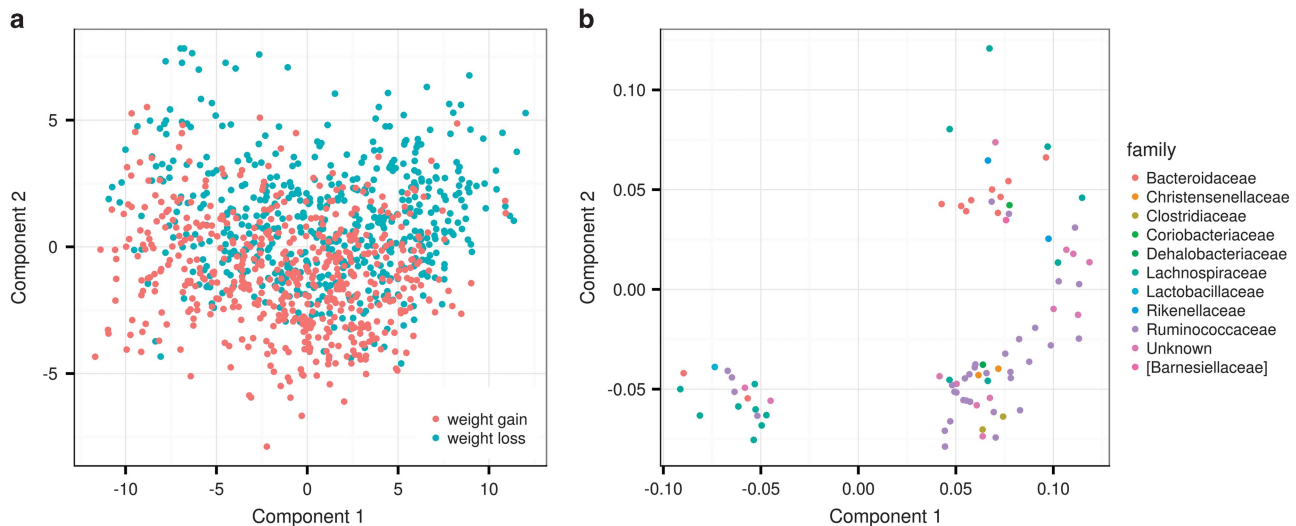 a
5
0
-5
Component 2
-10
-5
0
5
10
Component 1
weight gain
weight loss
b
0.10
0.05
0.00
-0.05
Component 2
-0.10
-0.05
0.00
0.05
0.10
Component 1
family
Bacteroidaceae
Christensenellaceae
Clostridiaceae
Coriobacteriaceae
Dehalobacteriaceae
Lachnospiraceae
Lactobacillaceae
Rikenellaceae
Ruminococcaceae
Unknown
[Barnesiellaceae]